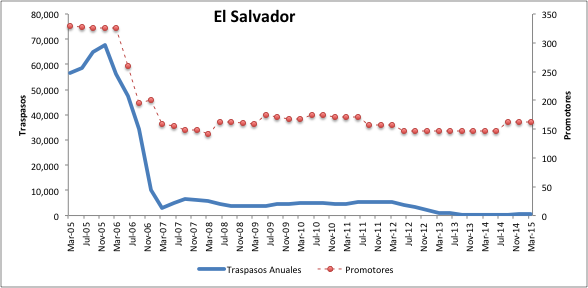 El Salvador
80,000
70,000
60,000
50,000
40,000
30,000
20,000
10,000
0
Traspasos
350
300
250
200
150
100
50
0
Promotores
Mar-05
Jul-05
Nov-05
Mar-06
Jul-06
Nov-06
Mar-07
Jul-07
Nov-07
Mar-08
Jul-08
Nov-08
Mar-09
Jul-09
Nov-09
Mar-10
Jul-10
Nov-10
Mar-11
Jul-11
Nov-11
Mar-12
Jul-12
Nov-12
Mar-13
Jul-13
Nov-13
Mar-14
Jul-14
Nov-14
Mar-15
Traspasos Anuales
Promotores